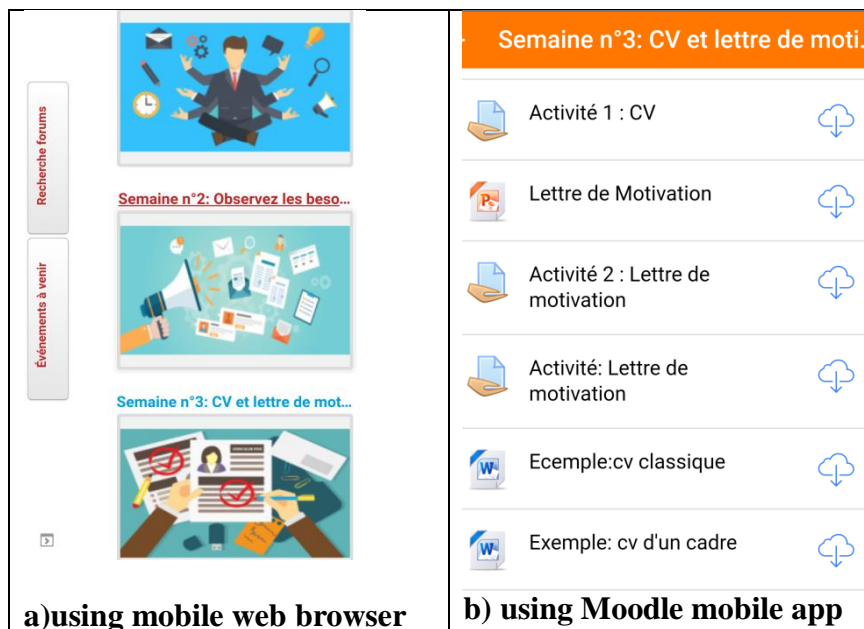 Recherche forums
Événements à venir
Semaine n°2: Observez les beso...
Semaine n°3: CV et lettre de mot...
a)using mobile web browser
Semaine n°3: CV et lettre de moti.
Activité 1 : CV
Lettre de Motivation
Activité 2 : Lettre de
motivation
Activité: Lettre de
motivation
Ecemple:cv classique
Exemple: cv d'un cadre
b) using Moodle mobile app